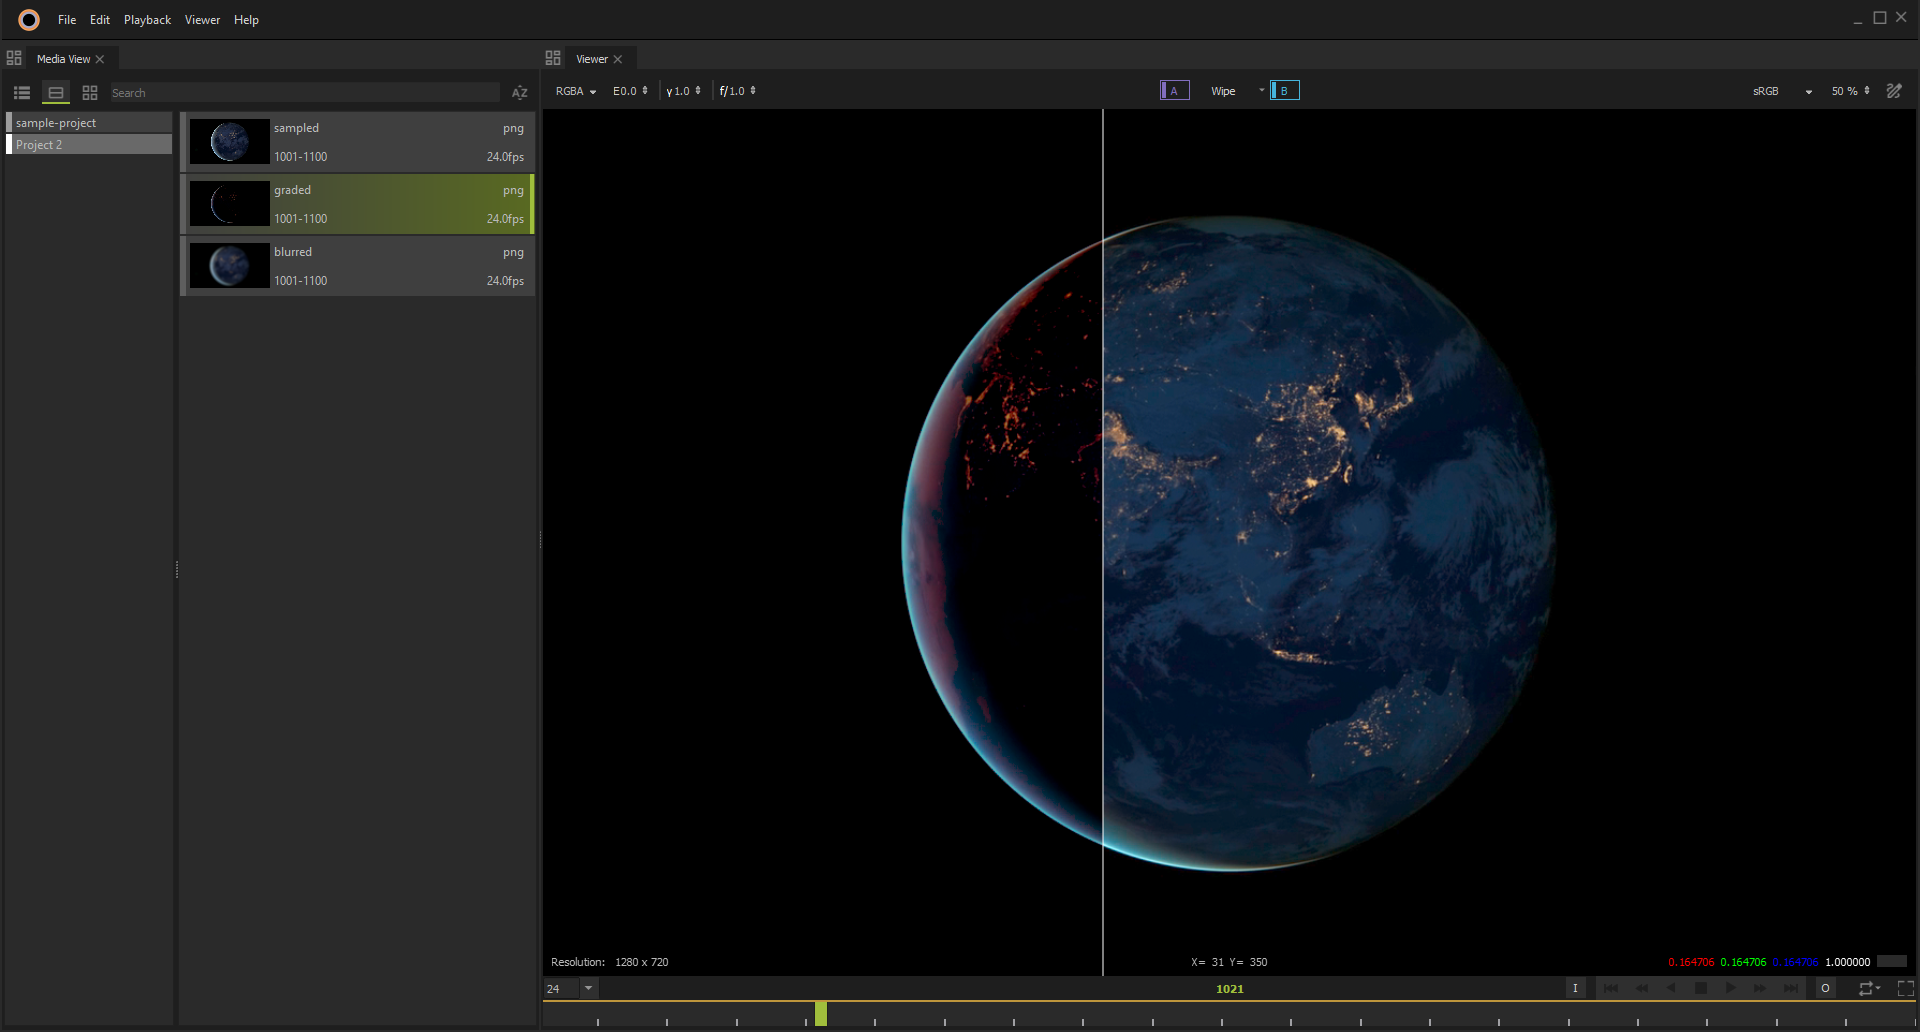 File Edit Playback Viewer Help
Media View
Viewer
Search
AZ
RGBA E0.0 γ 1.0 f/1.0
A Wipe B
sRGB 50 %
sample-project
Project 2
sampled png
1001-1100 24.0fps
graded png
1001-1100 24.0fps
blurred png
1001-1100 24.0fps
Resolution: 1280 x 720
X= 31 Y= 350
0.164706 0.164706 0.164706 1.000000
24
1021
I
O